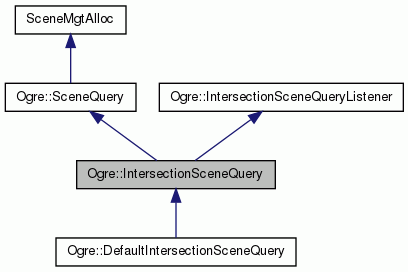 SceneMgtAlloc
Ogre::SceneQuery
Ogre::IntersectionSceneQueryListener
Ogre::IntersectionSceneQuery
Ogre::DefaultIntersectionSceneQuery